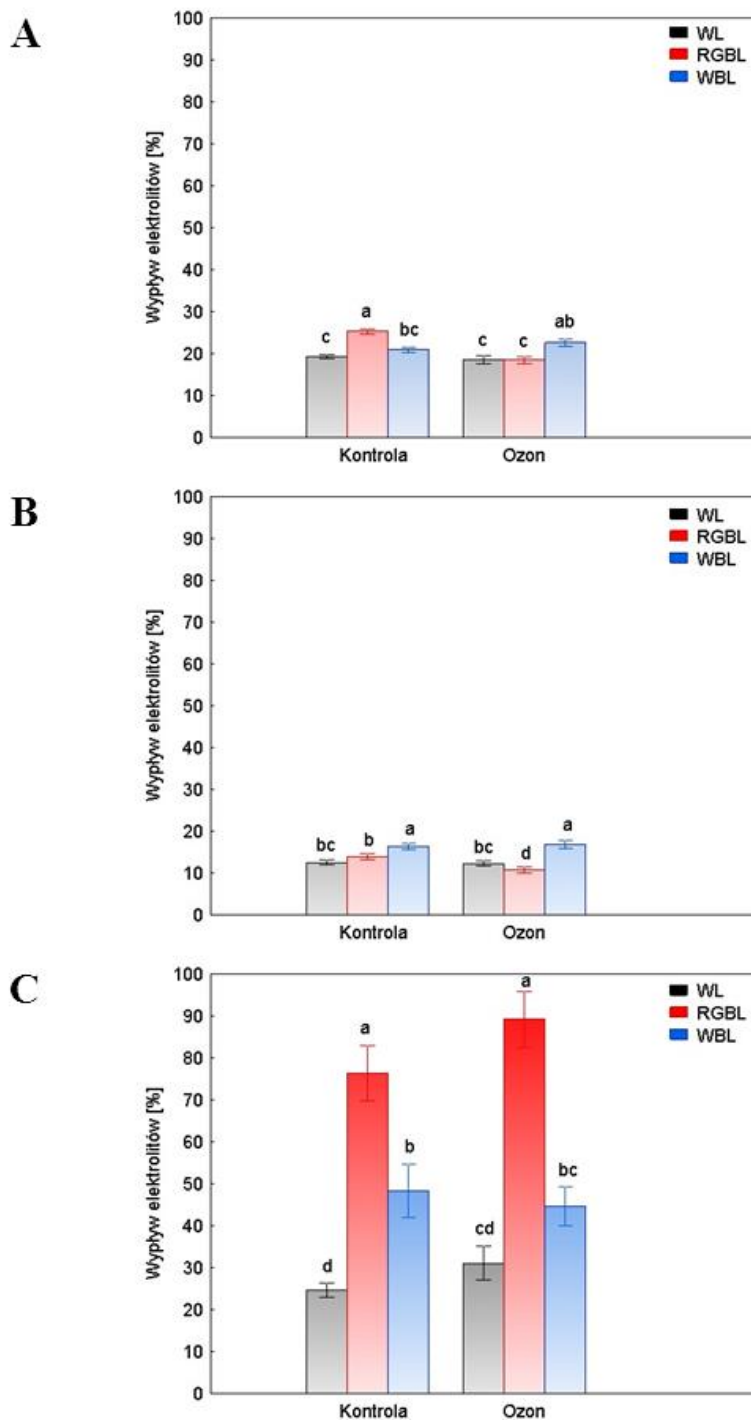 A
Wypływ elektrolitów [%]
100
90
80
70
60
50
40
30
20
10
0
WL
RGBL
WBL
c a bc c c ab
Kontrola Ozon
B
Wypływ elektrolitów [%]
100
90
80
70
60
50
40
30
20
10
0
WL
RGBL
WBL
bc b a bc d a
Kontrola Ozon
C
Wypływ elektrolitów [%]
100
90
80
70
60
50
40
30
20
10
0
WL
RGBL
WBL
d a b cd a bc
Kontrola Ozon